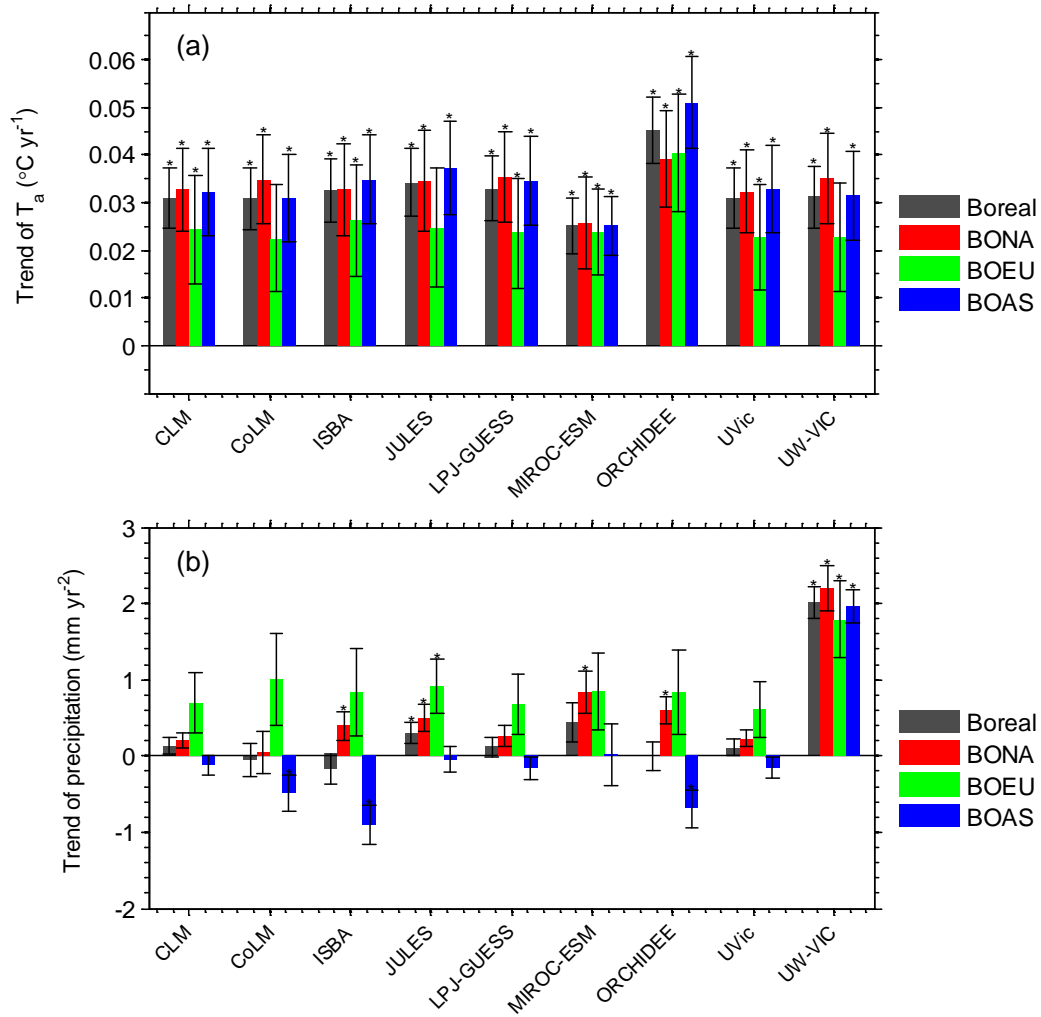 (a)
Trend of Ta (°C yr-1)
0.06
0.05
0.04
0.03
0.02
0.01
0
Boreal
BONA
BOEU
BOAS
CLM
CoLM
ISBA
JULES
LPJ-GUESS
MIROC-ESM
ORCHIDEE
UVic
UW-VIC
(b)
Trend of precipitation (mm yr-2)
3
2
1
0
-1
-2
Boreal
BONA
BOEU
BOAS
CLM
CoLM
ISBA
JULES
LPJ-GUESS
MIROC-ESM
ORCHIDEE
UVic
UW-VIC